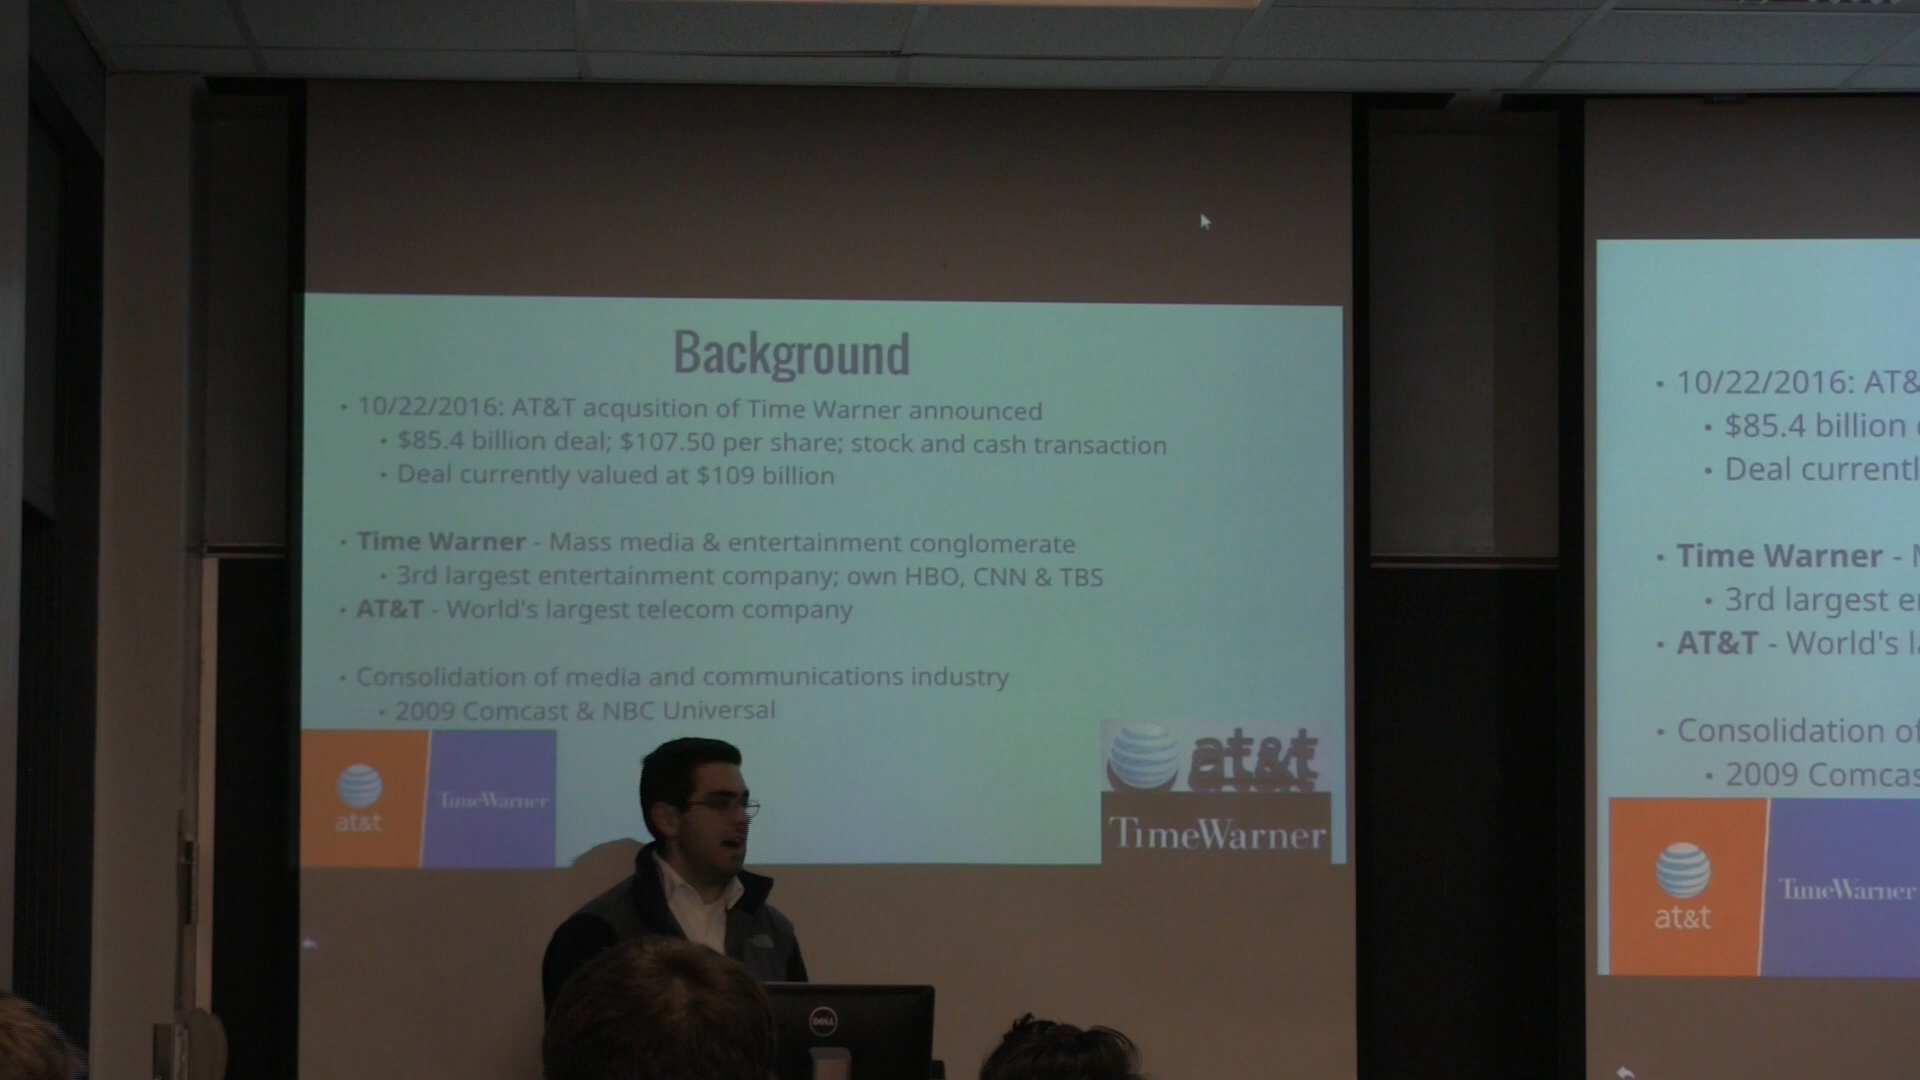 Background
• 10/22/2016: AT&T acqusition of Time Warner announced
• $85.4 billion deal; $107.50 per share; stock and cash transaction
• Deal currently valued at $109 billion
• Time Warner - Mass media & entertainment conglomerate
• 3rd largest entertainment company; own HBO, CNN & TBS
• AT&T - World's largest telecom company
• Consolidation of media and communications industry
• 2009 Comcast & NBC Universal
at&t
TimeWarner
at&t
TimeWarner
DELL
• 10/22/2016: AT&
• $85.4 billion
• Deal currentl
• Time Warner -
• 3rd largest
• AT&T - World's
• Consolidation of
• 2009 Comcas
at&t
TimeWarner